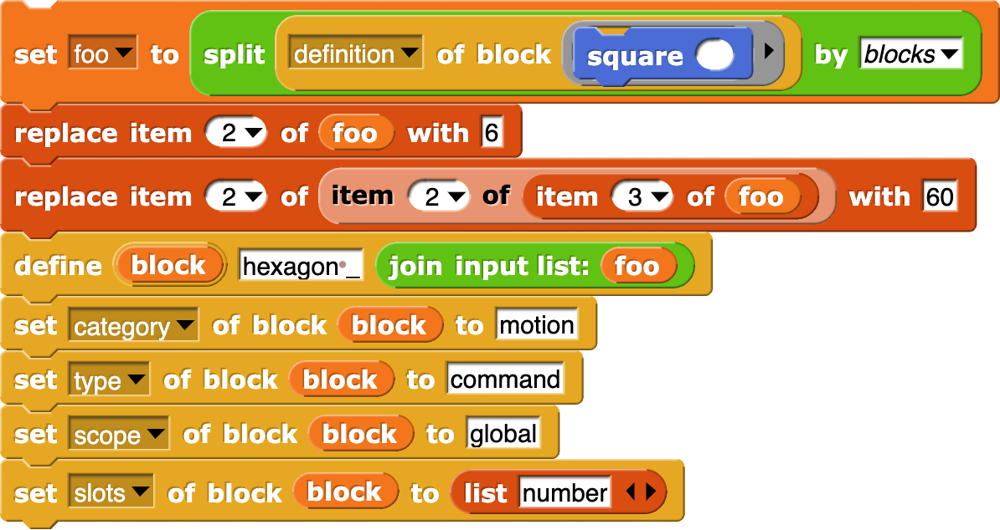 set foo to split definition of block square by blocks
replace item 2 of foo with 6
replace item 2 of item 2 of item 3 of foo with 60
define block hexagon•_ join input list: foo
set category of block block to motion
set type of block block to command
set scope of block block to global
set slots of block block to list number